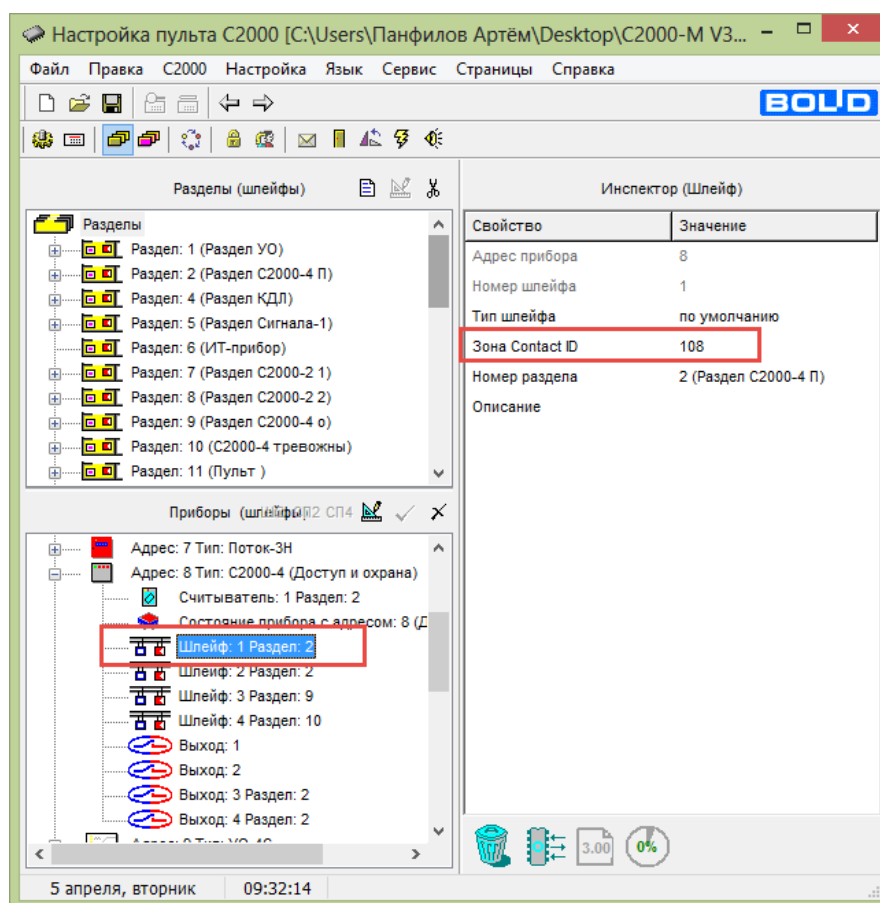 Настройка пульта C2000 [C:\Users\Панфилов Артём\Desktop\C2000-M V3...
Файл Правка C2000 Настройка Язык Сервис Страницы Справка
BOLID
Разделы (шлейфы)
Разделы
Раздел: 1 (Раздел УО)
Раздел: 2 (Раздел С2000-4 П)
Раздел: 4 (Раздел КДЛ)
Раздел: 5 (Раздел Сигнала-1)
Раздел: 6 (ИТ-прибор)
Раздел: 7 (Раздел С2000-2 1)
Раздел: 8 (Раздел С2000-2 2)
Раздел: 9 (Раздел С2000-4 о)
Раздел: 10 (С2000-4 тревожны)
Раздел: 11 (Пульт )
Приборы (шлейфы) СП2 СП4
Адрес: 7 Тип: Поток-3Н
Адрес: 8 Тип: С2000-4 (Доступ и охрана)
Считыватель: 1 Раздел: 2
Состояние прибора с адресом: 8 (Д
Шлейф: 1 Раздел: 2
Шлейф: 2 Раздел: 2
Шлейф: 3 Раздел: 9
Шлейф: 4 Раздел: 10
Выход: 1
Выход: 2
Выход: 3 Раздел: 2
Выход: 4 Раздел: 2
Инспектор (Шлейф)
Свойство Значение
Адрес прибора 8
Номер шлейфа 1
Тип шлейфа по умолчанию
Зона Contact ID 108
Номер раздела 2 (Раздел С2000-4 П)
Описание
3.00 0%
5 апреля, вторник 09:32:14